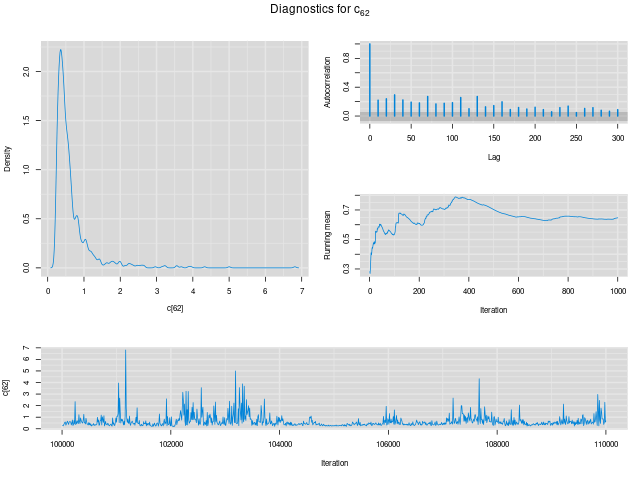 Diagnostics for c62
Density
0.0 0.5 1.0 1.5 2.0
0 1 2 3 4 5 6 7
c[62]
Autocorrelation
0.0 0.4 0.8
0 50 100 150 200 250 300
Lag
Running mean
0.3 0.5 0.7
0 200 400 600 800 1000
Iteration
c[62]
0 1 2 3 4 5 6 7
100000 102000 104000 106000 108000 110000
Iteration